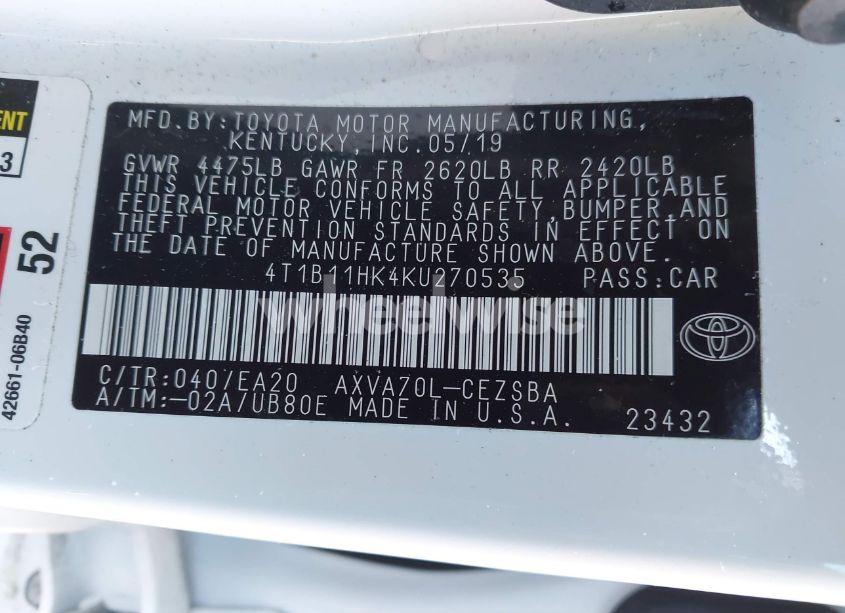 ENT
3
52
42661-06B40
MFD.BY:TOYOTA MOTOR MANUFACTURING,
KENTUCKY, INC.05/19
GVWR 4475LB GAWR FR 2620LB RR 2420LB
THIS VEHICLE CONFORMS TO ALL APPLICABLE
FEDERAL MOTOR VEHICLE SAFETY,BUMPER,AND
THEFT PREVENTION STANDARDS IN EFFECT ON
THE DATE OF MANUFACTURE SHOWN ABOVE.
4T1B11HK4KU270535 PASS:CAR
wheelwise
C/TR:040/EA20 AXVA70L-CEZSBA
A/TM:-02A/UB80E MADE IN U.S.A. 23432